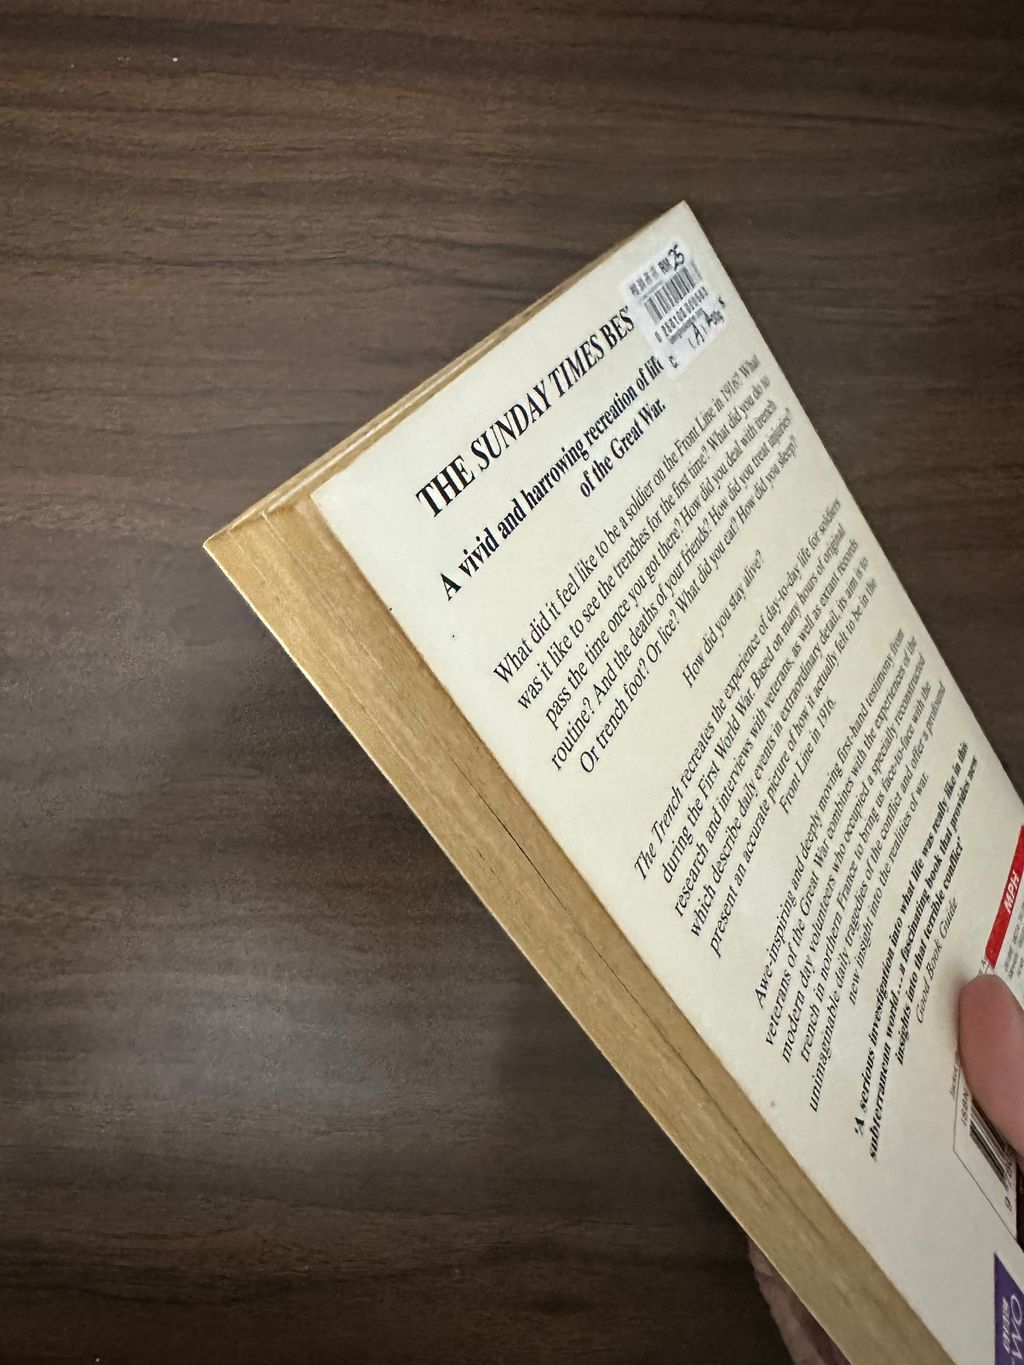 RM 25
THE SUNDAY TIMES BES
A vivid and harrowing recreation of life
of the Great War.
What did it feel like to be a soldier on the Front Line in 1916? What
was it like to see the trenches for the first time? What did you do to
pass the time once you got there? How did you deal with trench
routine? And the deaths of your friends? How did you treat injuries?
Or trench foot? Or lice? What did you eat? How did you sleep?
How did you stay alive?
The Trench recreates the experience of day-to-day life for soldiers
during the First World War. Based on many hours of original
research and interviews with veterans, as well as extant records
which describe daily events in extraordinary detail, its aim is to
present an accurate picture of how it actually felt to be in the
Front Line in 1916.
Awe-inspiring and deeply moving first-hand testimony from
veterans of the Great War combines with the experiences of the
modern day volunteers who occupied a specially reconstructed
trench in northern France to bring us face-to-face with the
unimaginable daily tragedies of the conflict and offer a profound
new insight into the realities of war.
'A serious investigation into what life was really like in this
subterranean world...a fascinating book that provides new
insights into that terrible conflict'
Good Book Guide
MPH
ISBN